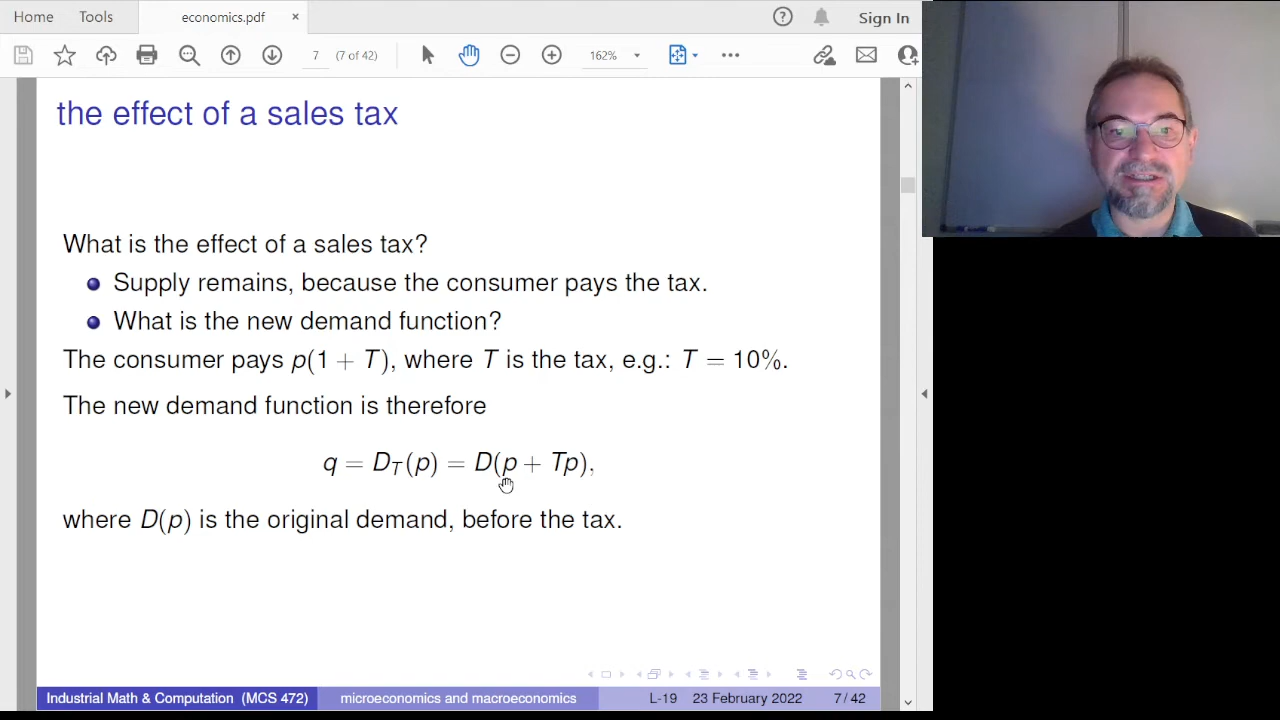 Home Tools economics.pdf × Sign In
7 (7 of 42) 162%
the effect of a sales tax
What is the effect of a sales tax?
Supply remains, because the consumer pays the tax.
What is the new demand function?
The consumer pays p(1 + T), where T is the tax, e.g.: T = 10%.
The new demand function is therefore
q = D_T(p) = D(p + Tp),
where D(p) is the original demand, before the tax.
Industrial Math & Computation (MCS 472) microeconomics and macroeconomics L-19 23 February 2022 7 / 42